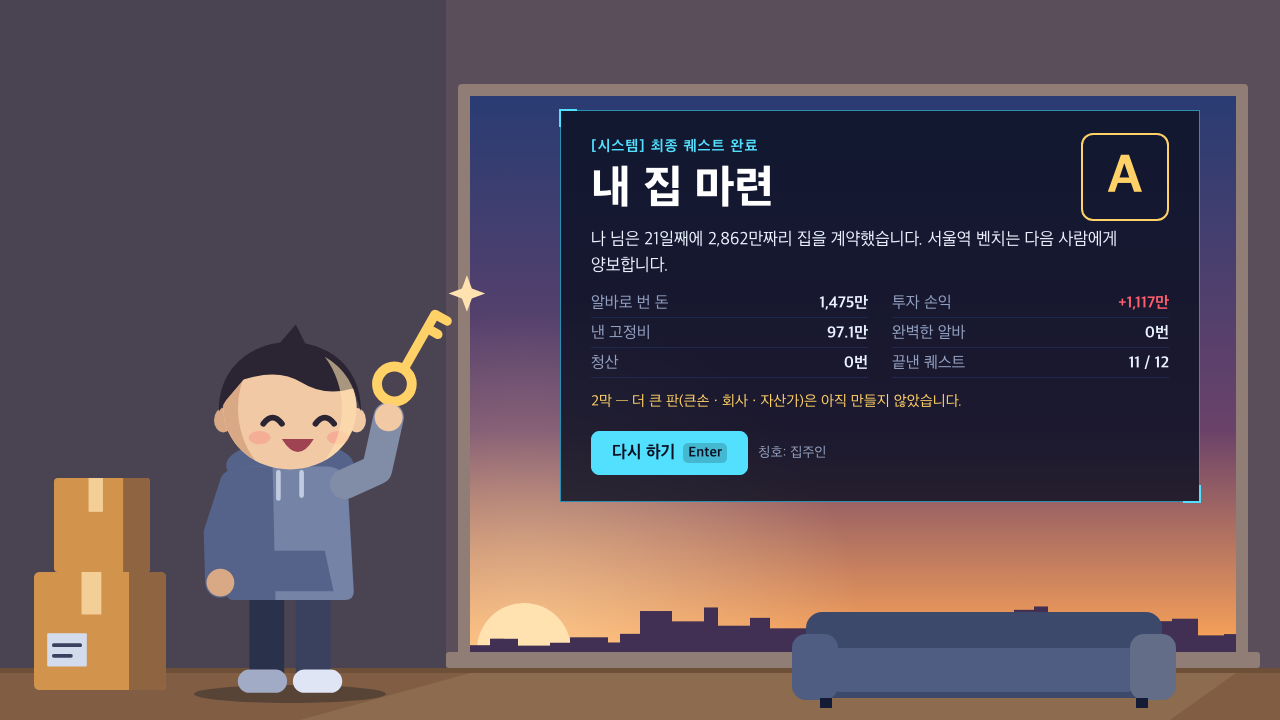 [시스템] 최종 퀘스트 완료
내 집 마련
A
나 님은 21일째에 2,862만짜리 집을 계약했습니다. 서울역 벤치는 다음 사람에게
양보합니다.
알바로 번 돈 1,475만 투자 손익 +1,117만
낸 고정비 97.1만 완벽한 알바 0번
청산 0번 끝낸 퀘스트 11 / 12
2막 — 더 큰 판(큰손 · 회사 · 자산가)은 아직 만들지 않았습니다.
다시 하기 Enter 칭호: 집주인